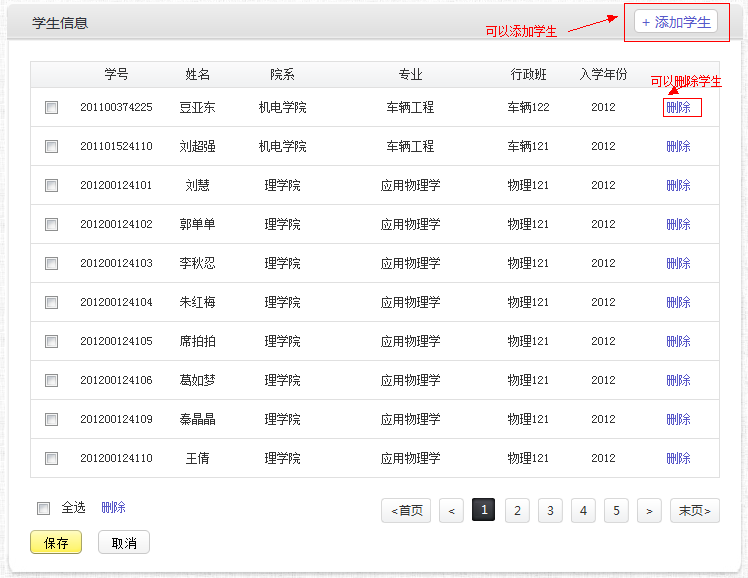 学生信息 可以添加学生 + 添加学生
学号 姓名 院系 专业 行政班 入学年份 可以删除学生
201100374225 豆亚东 机电学院 车辆工程 车辆122 2012 删除
201101524110 刘超强 机电学院 车辆工程 车辆121 2012 删除
201200124101 刘慧 理学院 应用物理学 物理121 2012 删除
201200124102 郭单单 理学院 应用物理学 物理121 2012 删除
201200124103 李秋忍 理学院 应用物理学 物理121 2012 删除
201200124104 朱红梅 理学院 应用物理学 物理121 2012 删除
201200124105 席拍拍 理学院 应用物理学 物理121 2012 删除
201200124106 葛如梦 理学院 应用物理学 物理121 2012 删除
201200124109 秦晶晶 理学院 应用物理学 物理121 2012 删除
201200124110 王倩 理学院 应用物理学 物理121 2012 删除
全选 删除 <首页 < 1 2 3 4 5 > 末页>
保存 取消